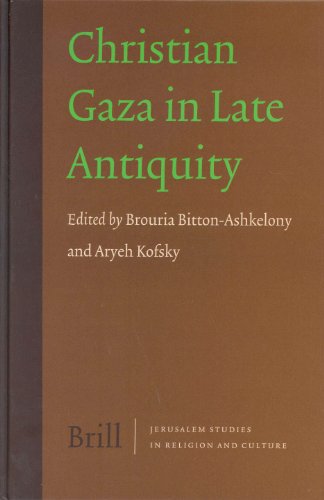 Christian
Gaza in Late
Antiquity
Edited by Brouria Bitton-Ashkelony
and Aryeh Kofsky
Brill
JERUSALEM STUDIES
IN RELIGION AND CULTURE